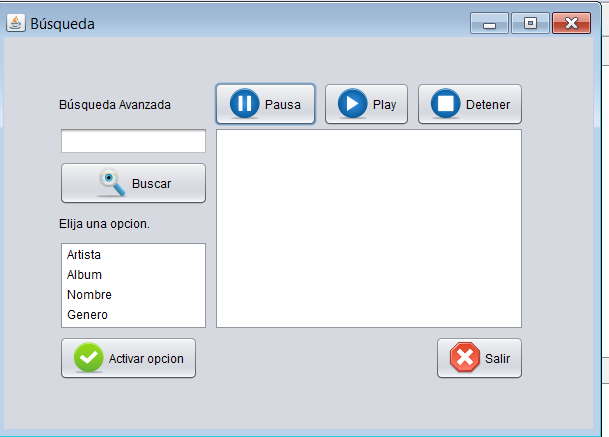 Búsqueda
Búsqueda Avanzada
Pausa
Play
Detener
Buscar
Elija una opcion.
Artista
Album
Nombre
Genero
Activar opcion
Salir